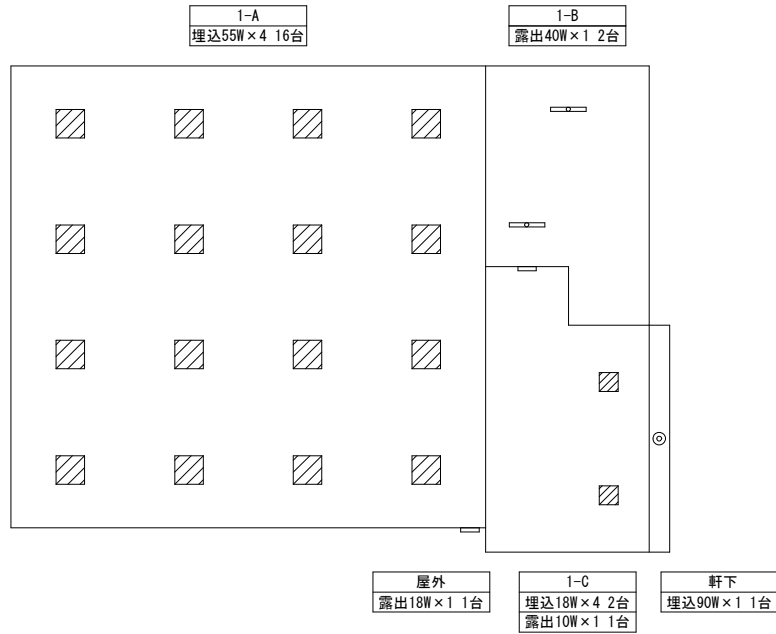 1-A
埋込55W×4 16台
1-B
露出40W×1 2台
屋外
露出18W×1 1台
1-C
埋込18W×4 2台
露出10W×1 1台
軒下
埋込90W×1 1台